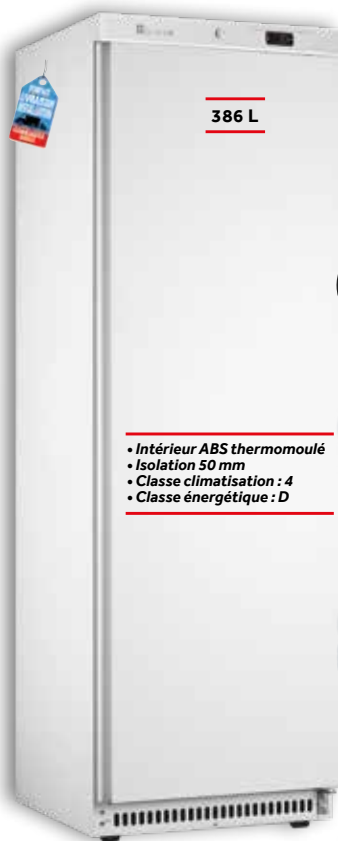 386 L
• Intérieur ABS thermomoulé
• Isolation 50 mm
• Classe climatisation : 4
• Classe énergétique : D